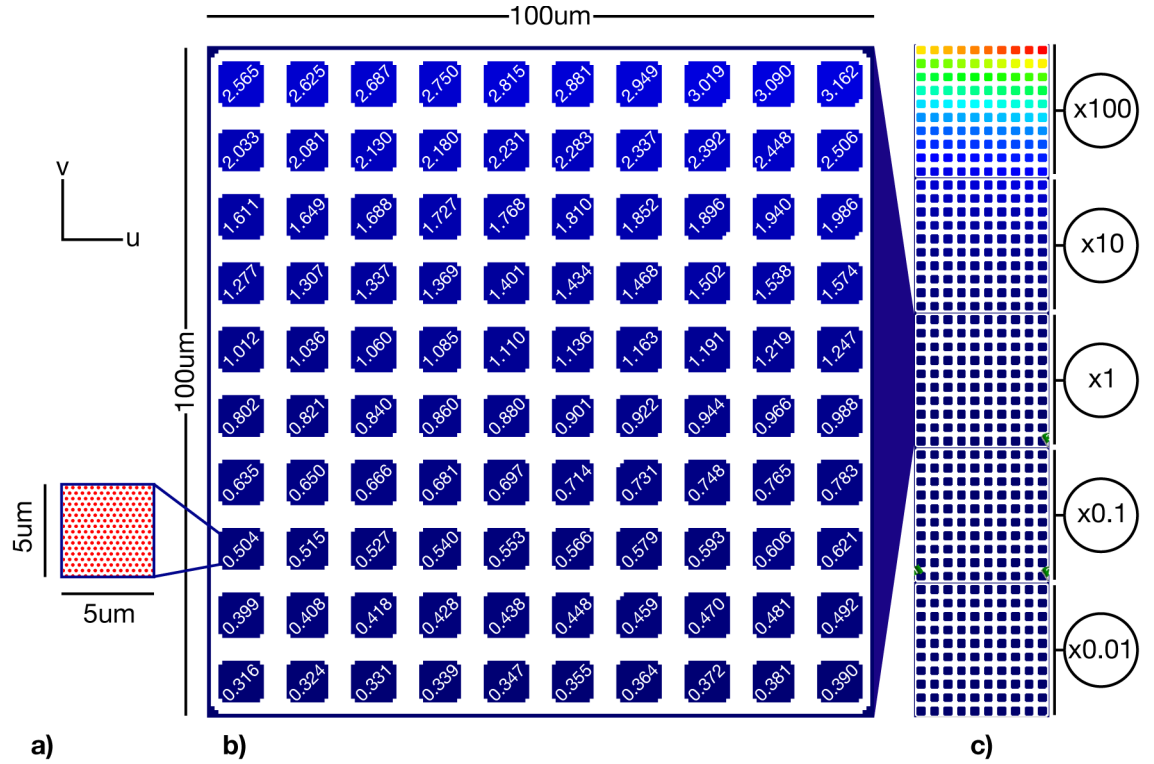 100um
2.565 2.625 2.687 2.750 2.815 2.881 2.949 3.019 3.090 3.162
x100
2.033 2.081 2.130 2.180 2.231 2.283 2.337 2.392 2.448 2.506
v
u
1.611 1.649 1.688 1.727 1.768 1.810 1.852 1.896 1.940 1.986
x10
1.277 1.307 1.337 1.369 1.401 1.434 1.468 1.502 1.538 1.574
100um
1.012 1.036 1.060 1.085 1.110 1.136 1.163 1.191 1.219 1.247
x1
0.802 0.821 0.840 0.860 0.880 0.901 0.922 0.944 0.966 0.988
0.635 0.650 0.666 0.681 0.697 0.714 0.731 0.748 0.765 0.783
5um
x0.1
0.504 0.515 0.527 0.540 0.553 0.566 0.579 0.593 0.606 0.621
5um
0.399 0.408 0.418 0.428 0.438 0.448 0.459 0.470 0.481 0.492
x0.01
0.316 0.324 0.331 0.339 0.347 0.355 0.364 0.372 0.381 0.390
a) b) c)